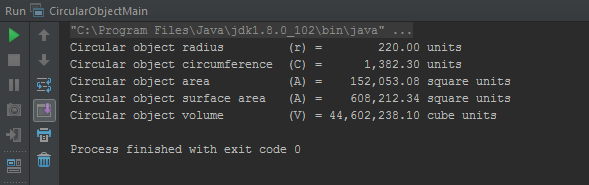 Run CircularObjectMain
"C:\Program Files\Java\jdk1.8.0_102\bin\java" ...
Circular object radius (r) = 220.00 units
Circular object circumference (C) = 1,382.30 units
Circular object area (A) = 152,053.08 square units
Circular object surface area (A) = 608,212.34 square units
Circular object volume (V) = 44,602,238.10 cube units
Process finished with exit code 0